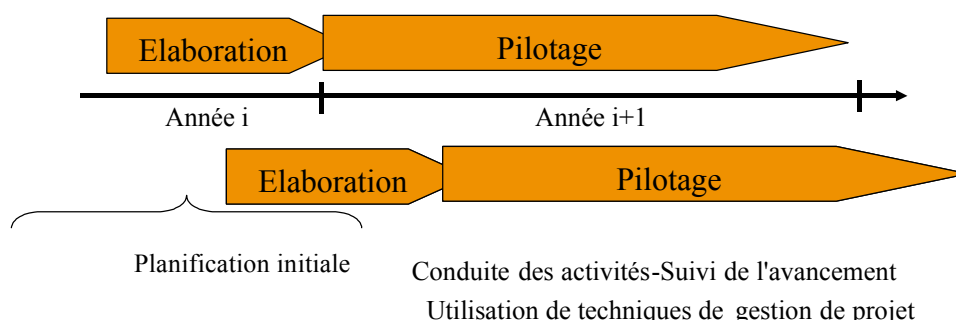 Elaboration
Pilotage
Année i
Année i+1
Elaboration
Pilotage
Planification initiale
Conduite des activités-Suivi de l'avancement
Utilisation de techniques de gestion de projet